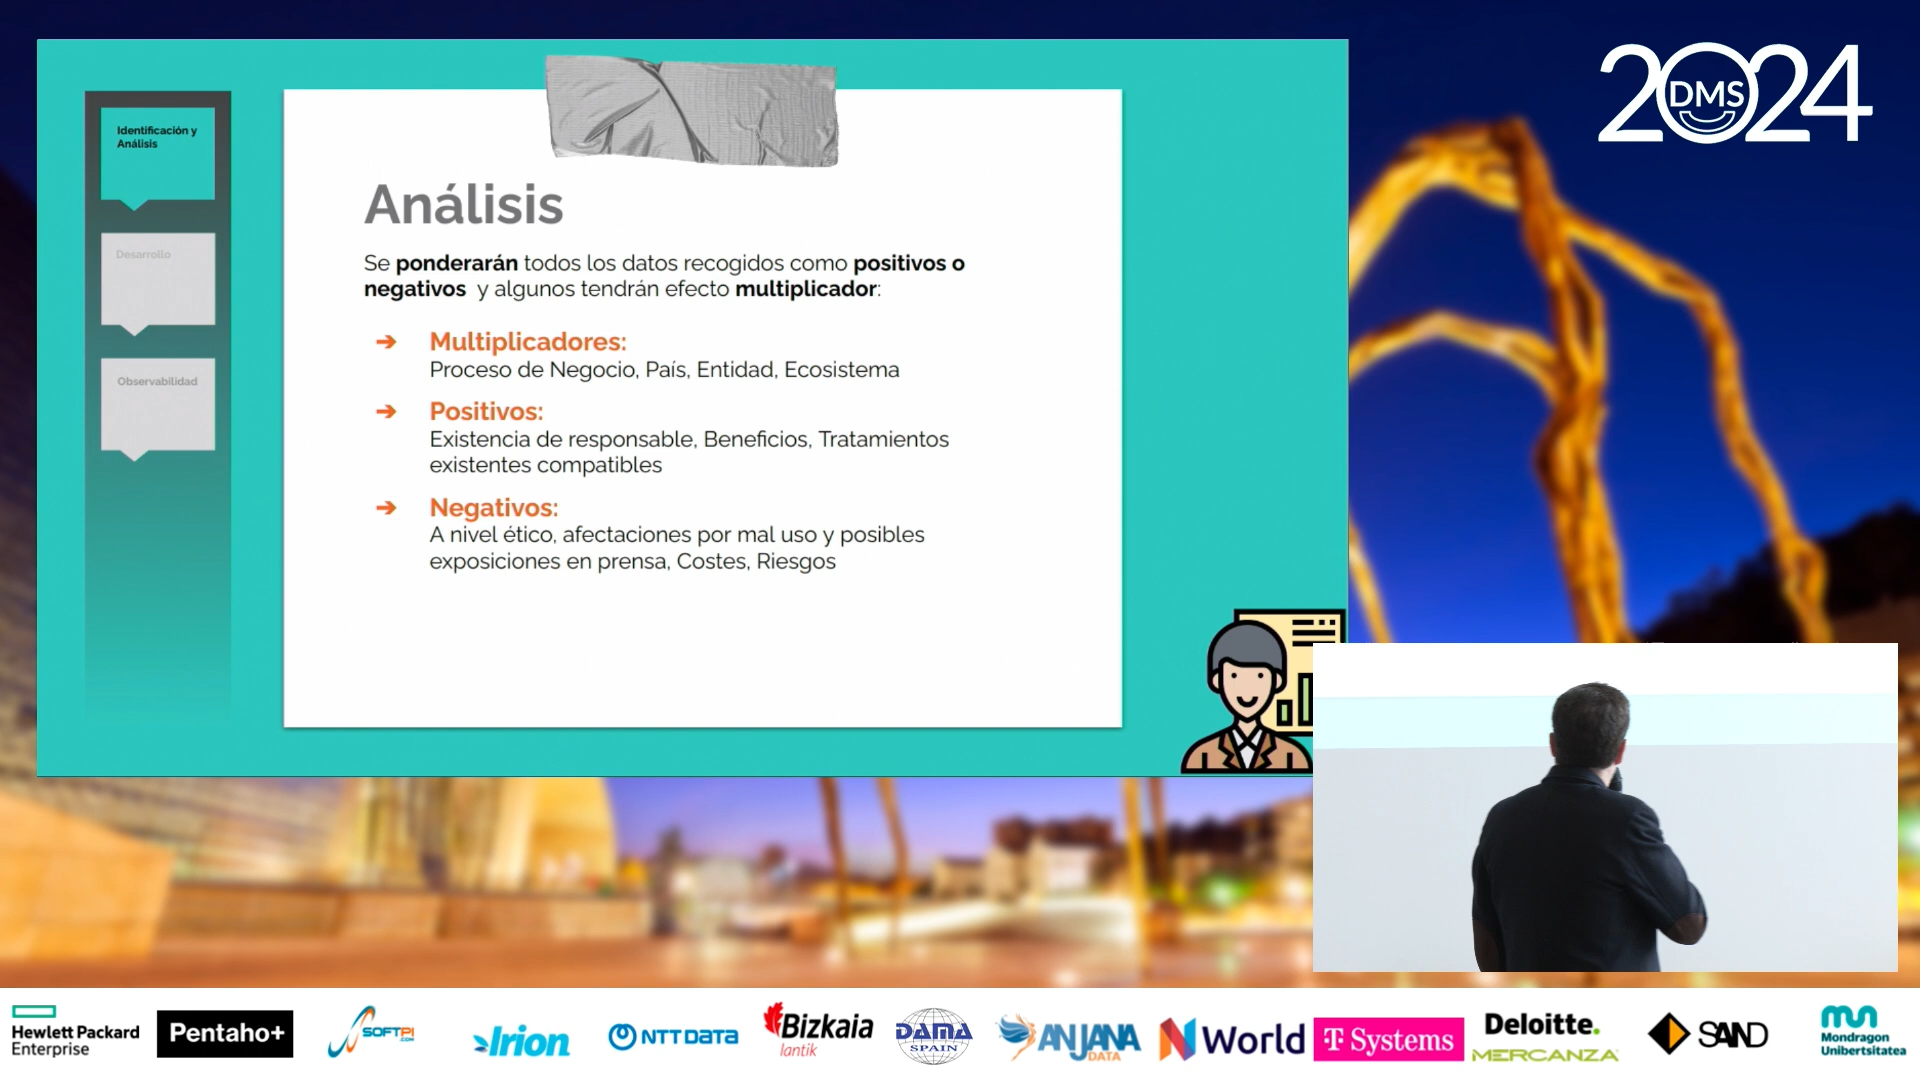 2024
DMS
Identificación y
Análisis
Desarrollo
Observabilidad
Análisis
Se ponderarán todos los datos recogidos como positivos o
negativos y algunos tendrán efecto multiplicador:
➔ Multiplicadores:
Proceso de Negocio, País, Entidad, Ecosistema
➔ Positivos:
Existencia de responsable, Beneficios, Tratamientos
existentes compatibles
➔ Negativos:
A nivel ético, afectaciones por mal uso y posibles
exposiciones en prensa, Costes, Riesgos
Hewlett Packard
Enterprise
Pentaho+
SOFTPI
.COM
Irion
NTT DATA
Bizkaia
lantik
DAMA
SPAIN
ANJANA
DATA
World
T Systems
Deloitte.
MERCANZA
SAND
Mondragon
Unibertsitatea